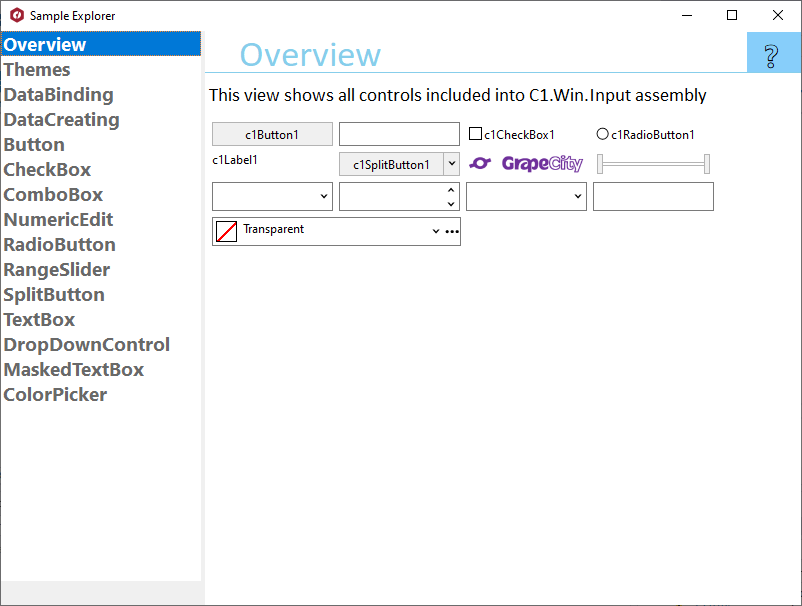 Sample Explorer
Overview
Themes
DataBinding
DataCreating
Button
CheckBox
ComboBox
NumericEdit
RadioButton
RangeSlider
SplitButton
TextBox
DropDownControl
MaskedTextBox
ColorPicker
Overview
?
This view shows all controls included into C1.Win.Input assembly
c1Button1
c1CheckBox1
c1RadioButton1
c1Label1
c1SplitButton1
GrapeCity
Transparent